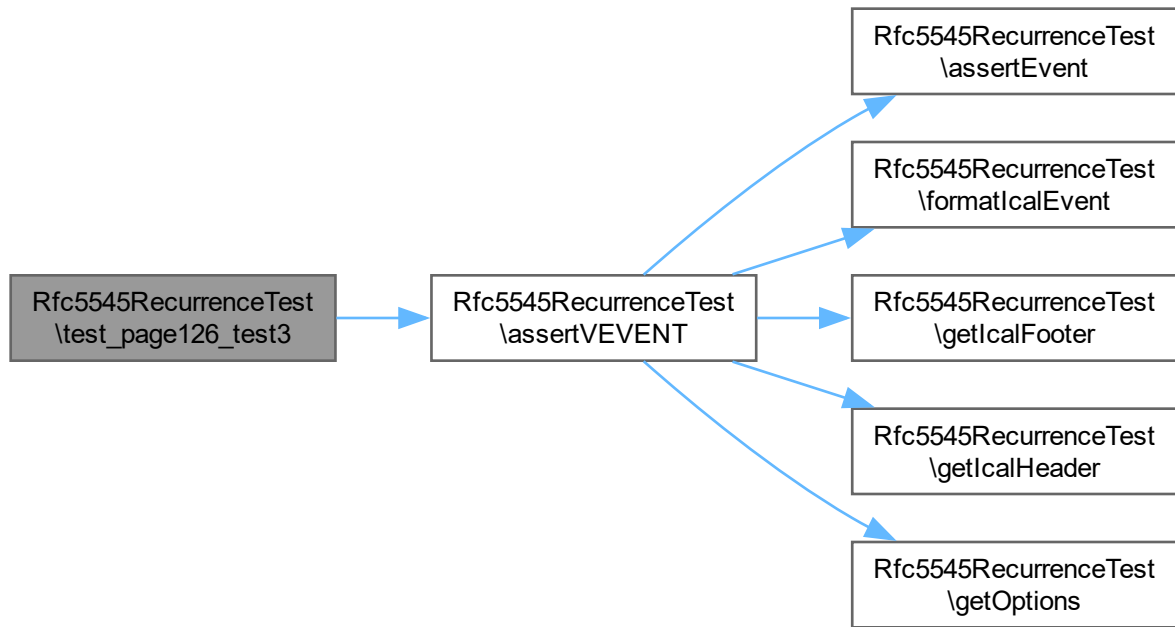 Rfc5545RecurrenceTest
\test_page126_test3
Rfc5545RecurrenceTest
\assertVEVENT
Rfc5545RecurrenceTest
\assertEvent
Rfc5545RecurrenceTest
\formatIcalEvent
Rfc5545RecurrenceTest
\getIcalFooter
Rfc5545RecurrenceTest
\getIcalHeader
Rfc5545RecurrenceTest
\getOptions